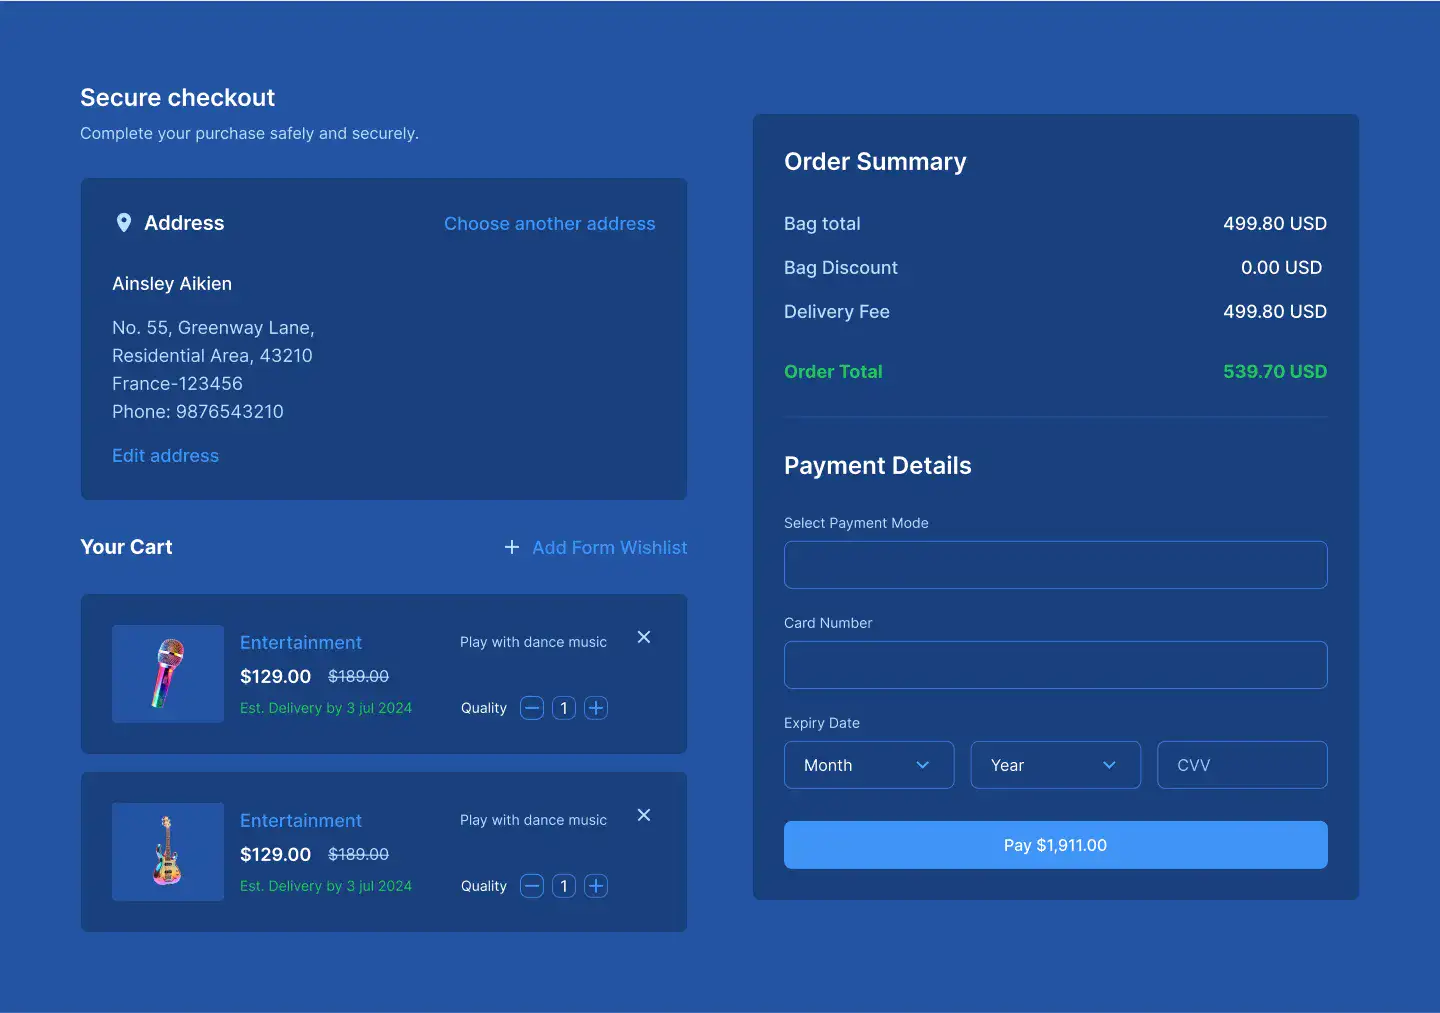 Secure checkout
Complete your purchase safely and securely.
Address
Choose another address
Ainsley Aikien
No. 55, Greenway Lane,
Residential Area, 43210
France-123456
Phone: 9876543210
Edit address
Your Cart
Add Form Wishlist
Entertainment
Play with dance music
$129.00 $189.00
Est. Delivery by 3 jul 2024
Quality 1
Entertainment
Play with dance music
$129.00 $189.00
Est. Delivery by 3 jul 2024
Quality 1
Order Summary
Bag total 499.80 USD
Bag Discount 0.00 USD
Delivery Fee 499.80 USD
Order Total 539.70 USD
Payment Details
Select Payment Mode
Card Number
Expiry Date
Month Year CVV
Pay $1,911.00